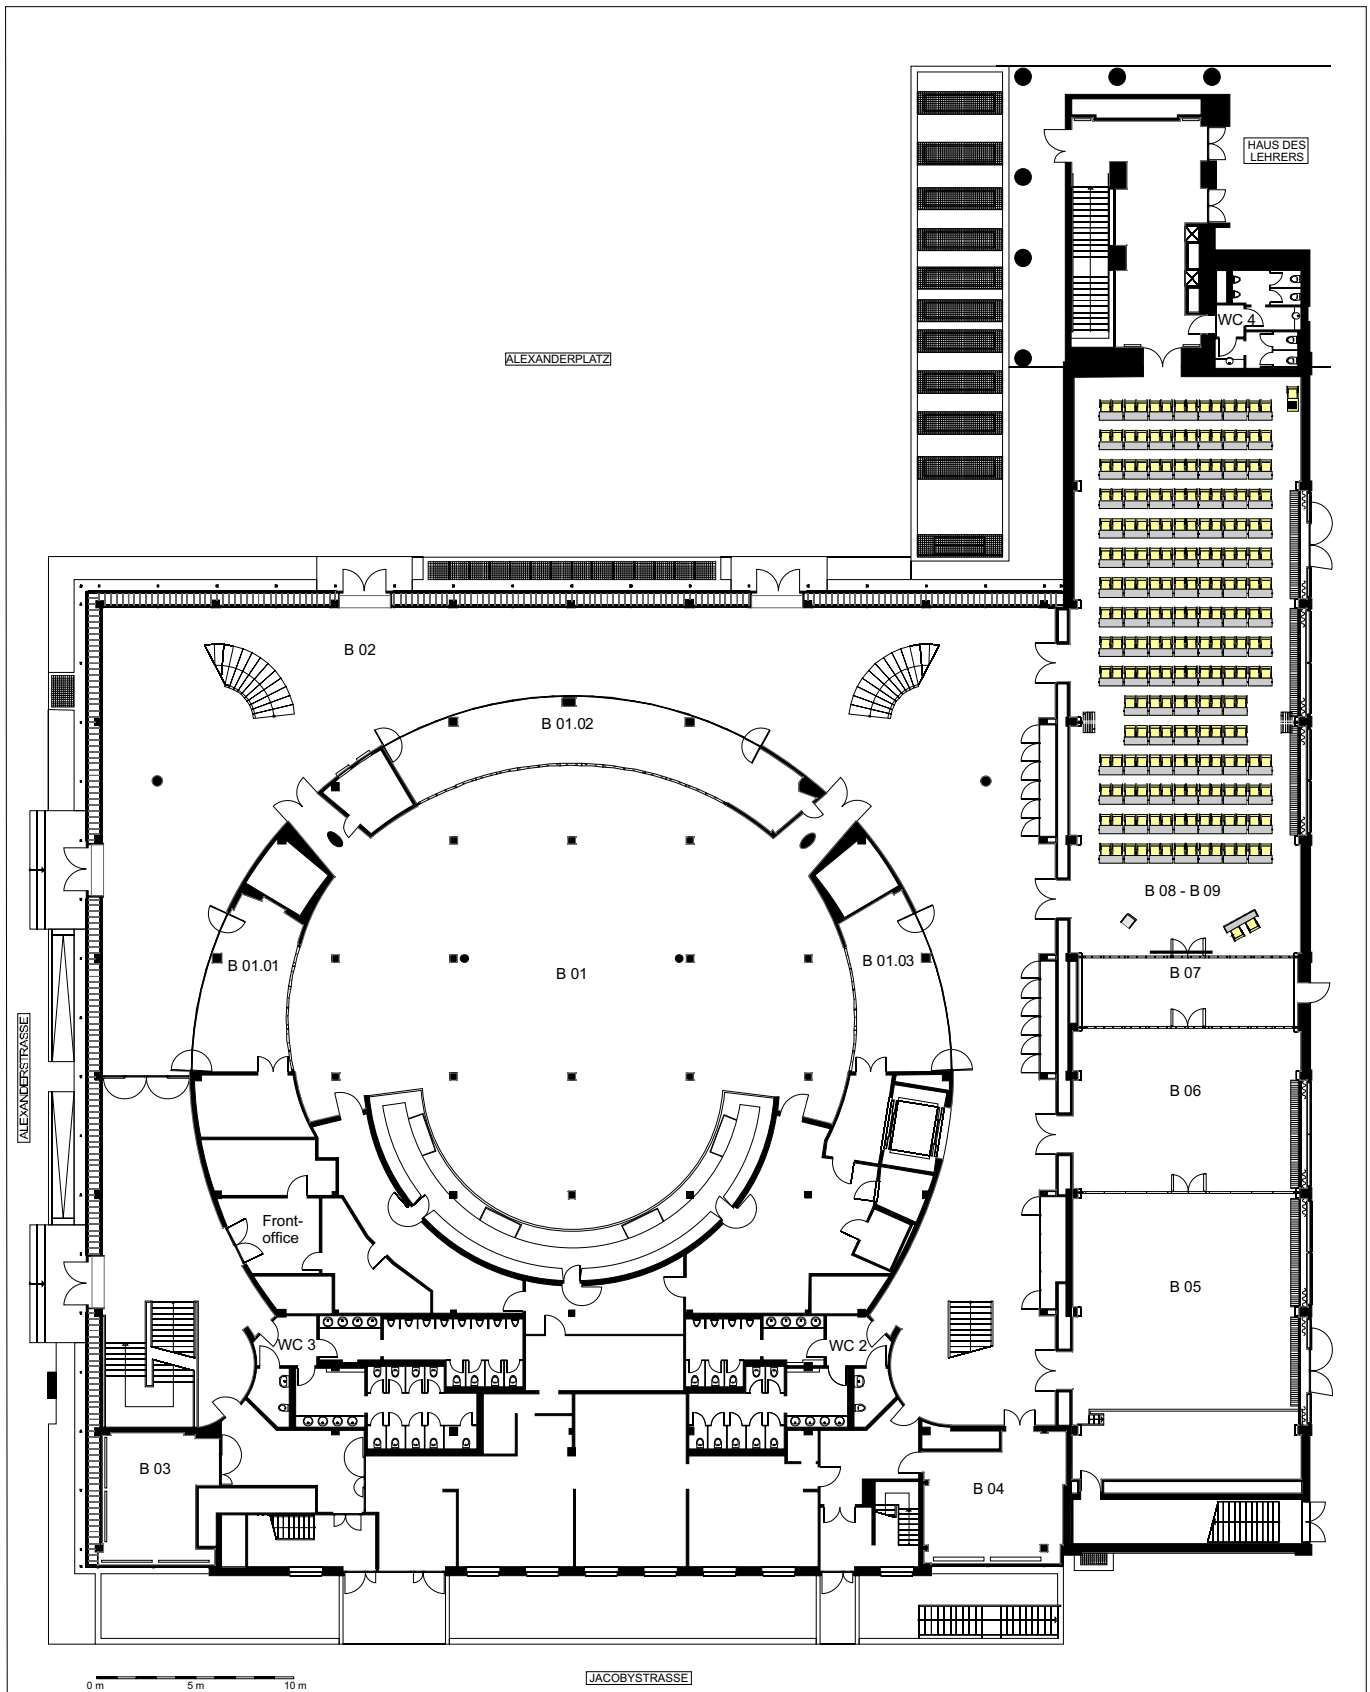 HAUS DES
LEHRERS
WC 4
ALEXANDERPLATZ
B 02
B 01.02
B 08 - B 09
B 01.01
B 01
B 01.03
B 07
ALEXANDERSTRASSE
B 06
Front-
office
B 05
WC 3
WC 2
B 03
B 04
0 m
5 m
10 m
JACOBYSTRASSE